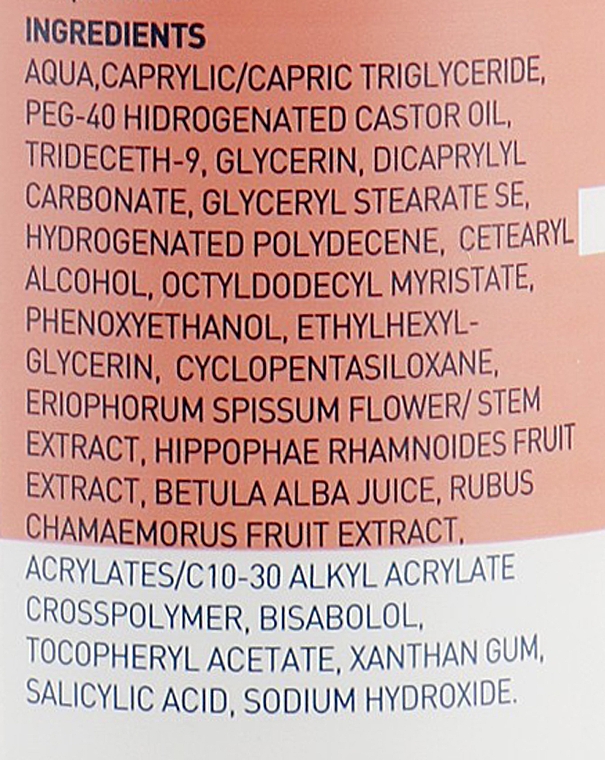 INGREDIENTS
AQUA,CAPRYLIC/CAPRIC TRIGLYCERIDE,
PEG-40 HIDROGENATED CASTOR OIL,
TRIDECETH-9, GLYCERIN, DICAPRYLYL
CARBONATE, GLYCERYL STEARATE SE,
HYDROGENATED POLYDECENE, CETEARYL
ALCOHOL, OCTYLDODECYL MYRISTATE,
PHENOXYETHANOL, ETHYLHEXYL-
GLYCERIN, CYCLOPENTASILOXANE,
ERIOPHORUM SPISSUM FLOWER/ STEM
EXTRACT, HIPPOPHAE RHAMNOIDES FRUIT
EXTRACT, BETULA ALBA JUICE, RUBUS
CHAMAEMORUS FRUIT EXTRACT,
ACRYLATES/C10-30 ALKYL ACRYLATE
CROSSPOLYMER, BISABOLOL,
TOCOPHERYL ACETATE, XANTHAN GUM,
SALICYLIC ACID, SODIUM HYDROXIDE.